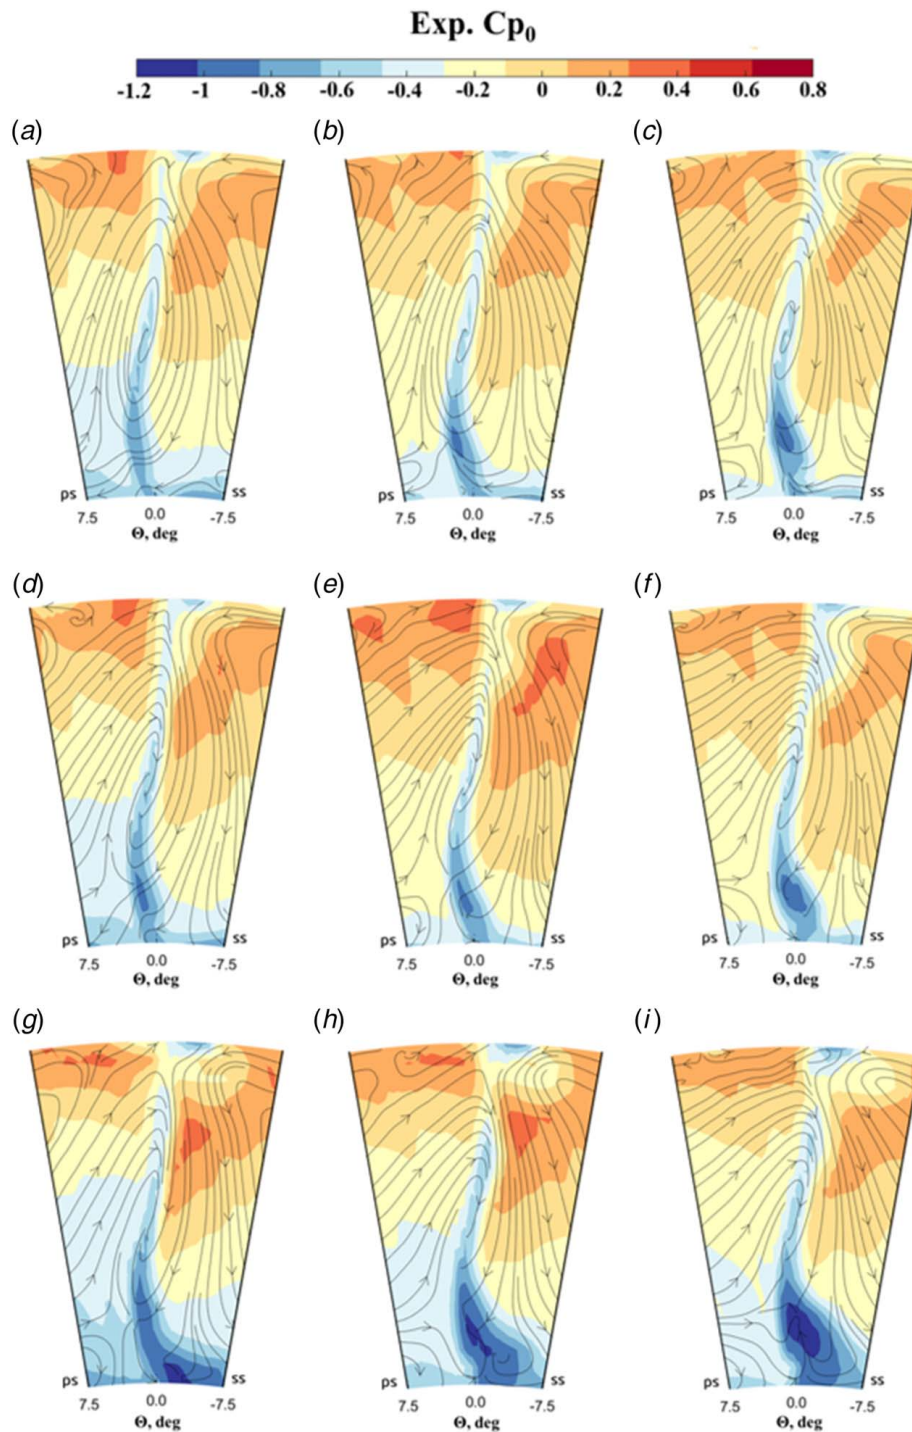 Exp. Cp0
-1.2 -1 -0.8 -0.6 -0.4 -0.2 0 0.2 0.4 0.6 0.8
(a) (b) (c)
ps ss ps ss ps ss
7.5 0.0 -7.5 7.5 0.0 -7.5 7.5 0.0 -7.5
Θ, deg Θ, deg Θ, deg
(d) (e) (f)
ps ss ps ss ps ss
7.5 0.0 -7.5 7.5 0.0 -7.5 7.5 0.0 -7.5
Θ, deg Θ, deg Θ, deg
(g) (h) (i)
ps ss ps ss ps ss
7.5 0.0 -7.5 7.5 0.0 -7.5 7.5 0.0 -7.5
Θ, deg Θ, deg Θ, deg